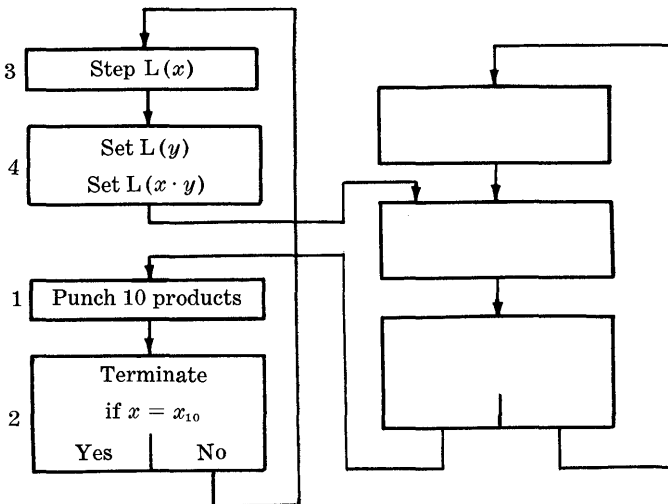 3
Step L(x)
4
Set L(y)
Set L(x · y)
1
Punch 10 products
2
Terminate
if x = x₁₀
Yes No